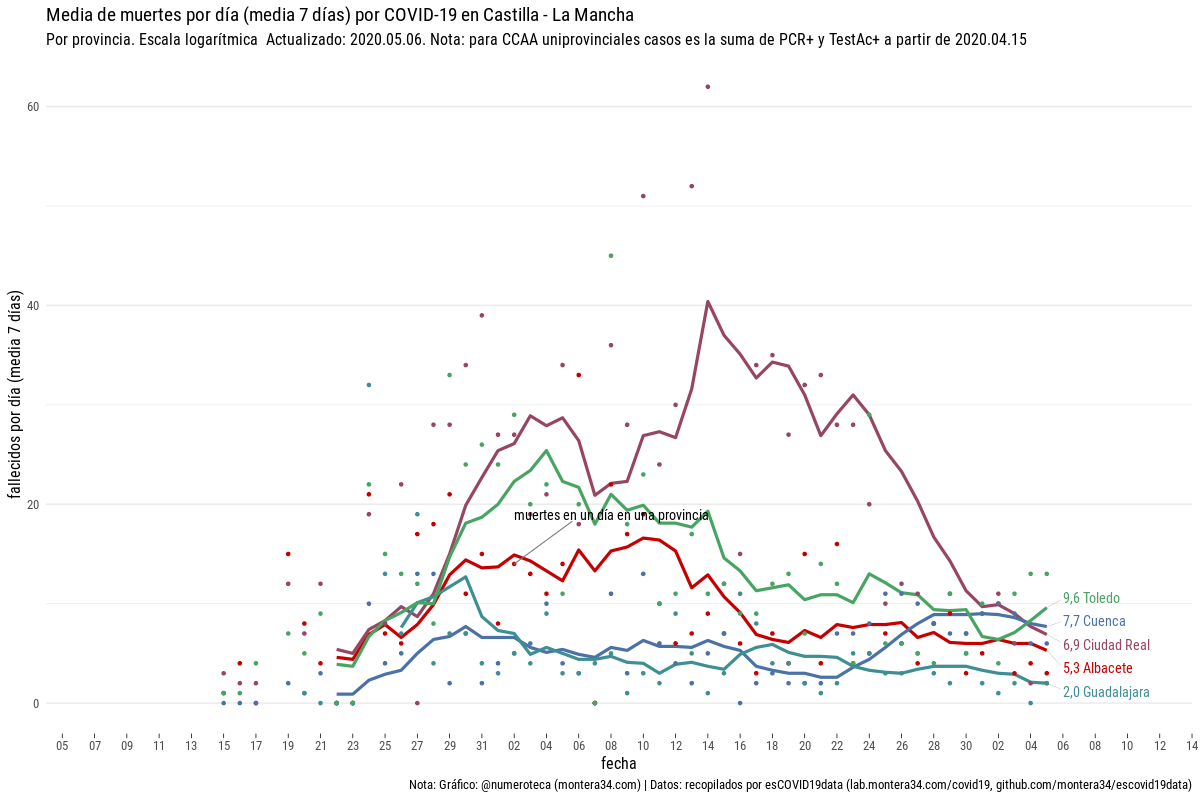 Media de muertes por día (media 7 días) por COVID-19 en Castilla - La Mancha
Por provincia. Escala logarítmica  Actualizado: 2020.05.06. Nota: para CCAA uniprovinciales casos es la suma de PCR+ y TestAc+ a partir de 2020.04.15
fallecidos por día (media 7 días)
60
40
20
0
muertes en un día en una provincia
9,6 Toledo
7,7 Cuenca
6,9 Ciudad Real
5,3 Albacete
2,0 Guadalajara
05 07 09 11 13 15 17 19 21 23 25 27 29 31 02 04 06 08 10 12 14 16 18 20 22 24 26 28 30 02 04 06 08 10 12 14
fecha
Nota: Gráfico: @numeroteca (montera34.com) | Datos: recopilados por esCOVID19data (lab.montera34.com/covid19, github.com/montera34/escovid19data)